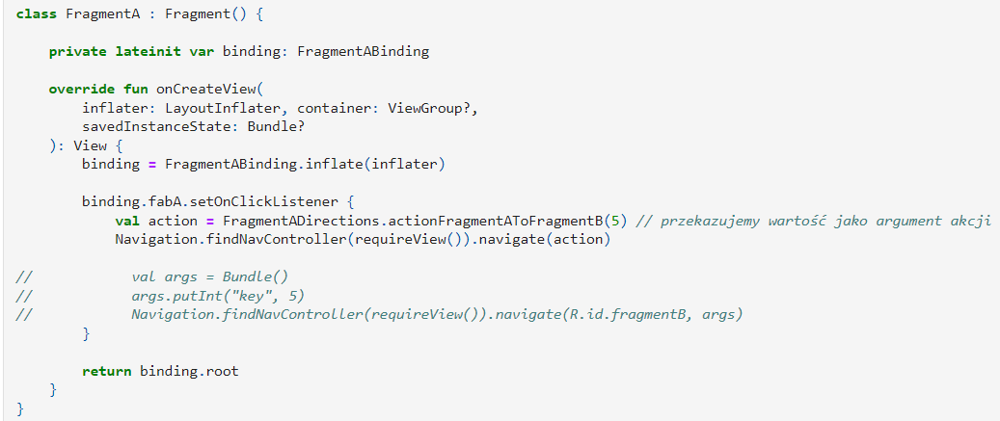 class FragmentA : Fragment() {
    private lateinit var binding: FragmentABinding
    override fun onCreateView(
        inflater: LayoutInflater, container: ViewGroup?,
        savedInstanceState: Bundle?
    ): View {
        binding = FragmentABinding.inflate(inflater)
        binding.fabA.setOnClickListener {
            val action = FragmentADirections.actionFragmentAToFragmentB(5) // przekazujemy wartość jako argument akcji
            Navigation.findNavController(requireView()).navigate(action)
//            val args = Bundle()
//            args.putInt("key", 5)
//            Navigation.findNavController(requireView()).navigate(R.id.fragmentB, args)
        }
        return binding.root
    }
}